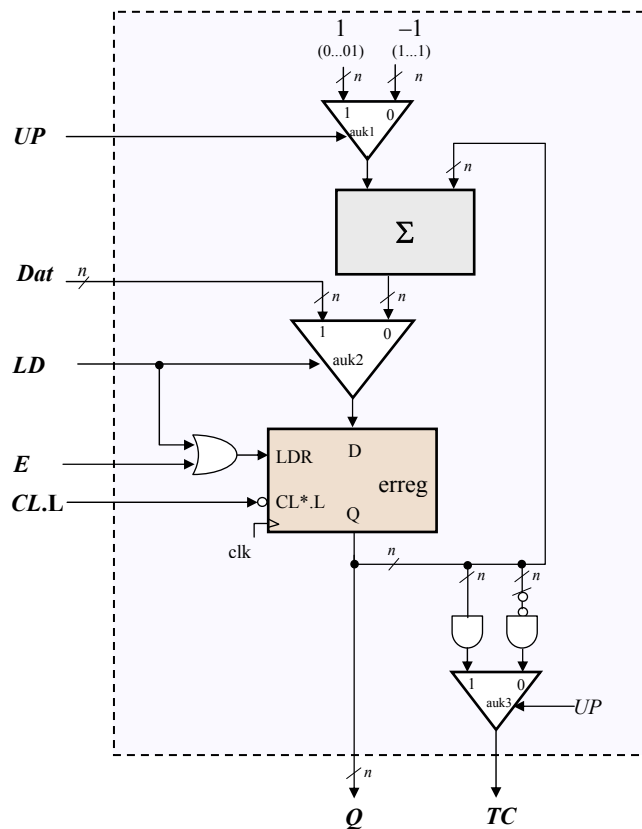 1 –1
(0...01) (1...1)
n n
1 0
UP auk1
n
Σ
Dat n
n n
1 0
LD auk2
D
LDR
E erreg
CL.L CL*.L
Q
clk
n n n
1 0
auk3 UP
n
Q TC